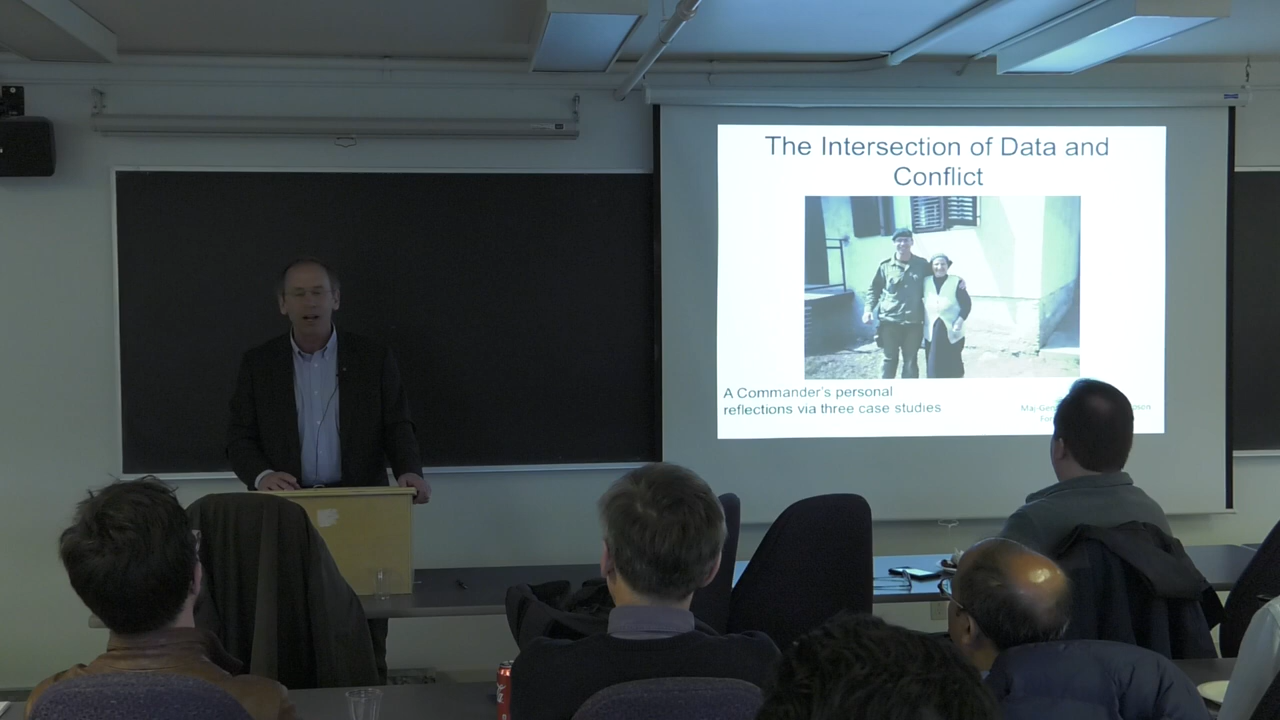 The Intersection of Data and
Conflict
A Commander's personal
reflections via three case studies